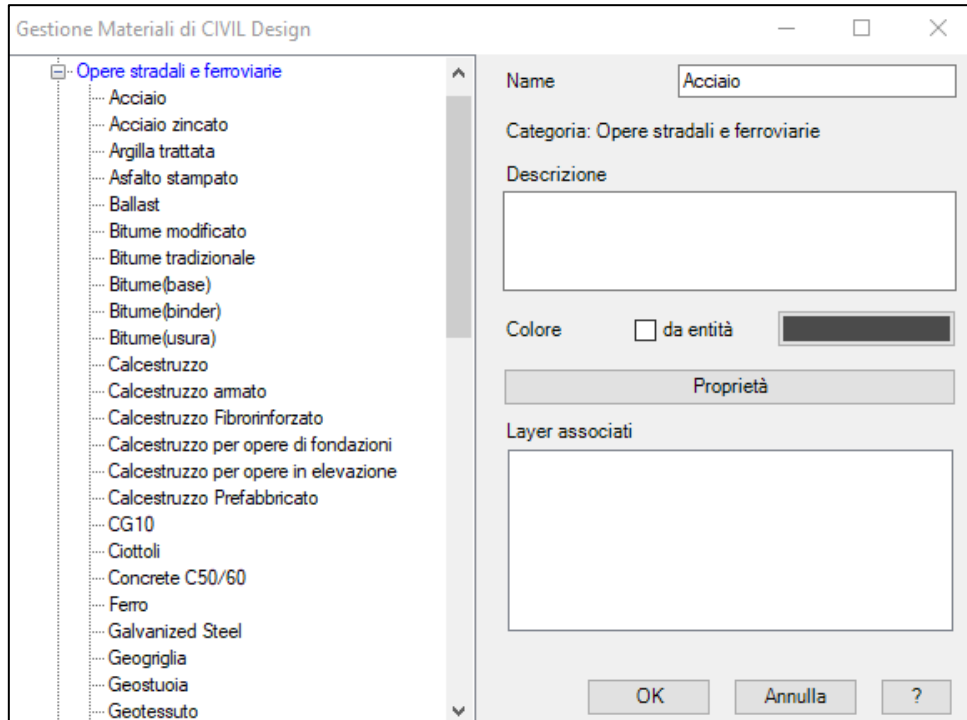 Gestione Materiali di CIVIL Design
Opere stradali e ferroviarie
Acciaio
Acciaio zincato
Argilla trattata
Asfalto stampato
Ballast
Bitume modificato
Bitume tradizionale
Bitume(base)
Bitume(binder)
Bitume(usura)
Calcestruzzo
Calcestruzzo armato
Calcestruzzo Fibrorinforzato
Calcestruzzo per opere di fondazioni
Calcestruzzo per opere in elevazione
Calcestruzzo Prefabbricato
CG10
Ciottoli
Concrete C50/60
Ferro
Galvanized Steel
Geogriglia
Geostuoia
Geotessuto
Name
Acciaio
Categoria: Opere stradali e ferroviarie
Descrizione
Colore
da entità
Proprietà
Layer associati
OK
Annulla
?